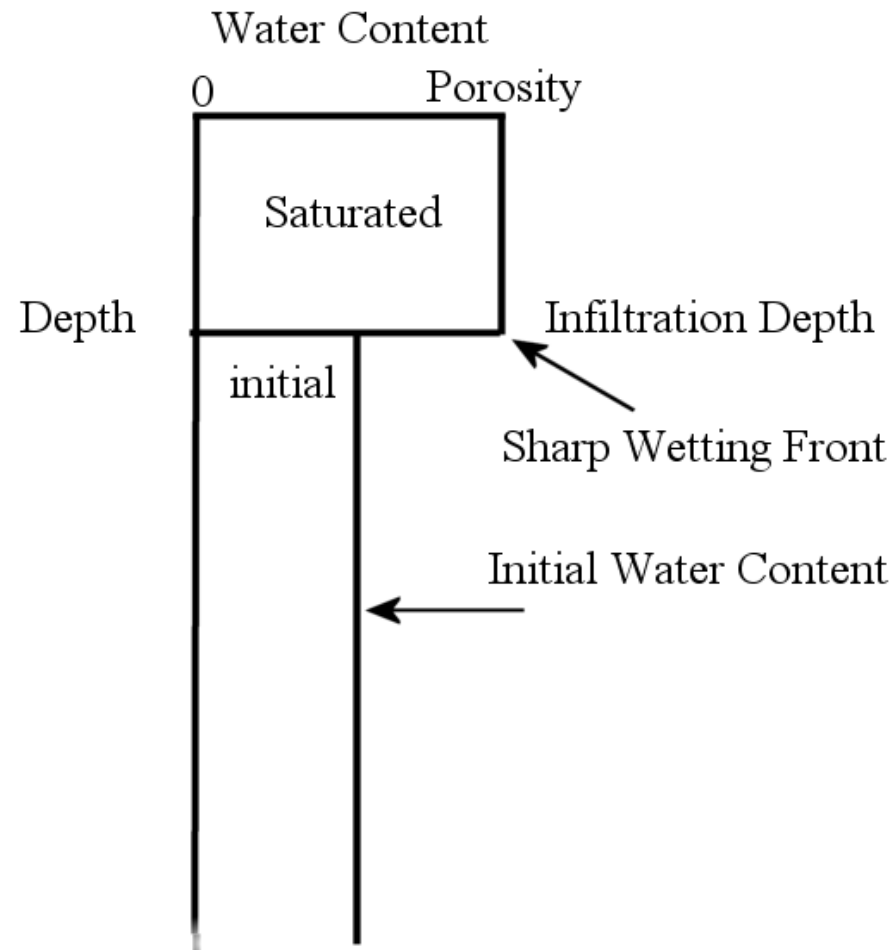 Water Content
0
Porosity
Saturated
Depth
Infiltration Depth
initial
Sharp Wetting Front
Initial Water Content